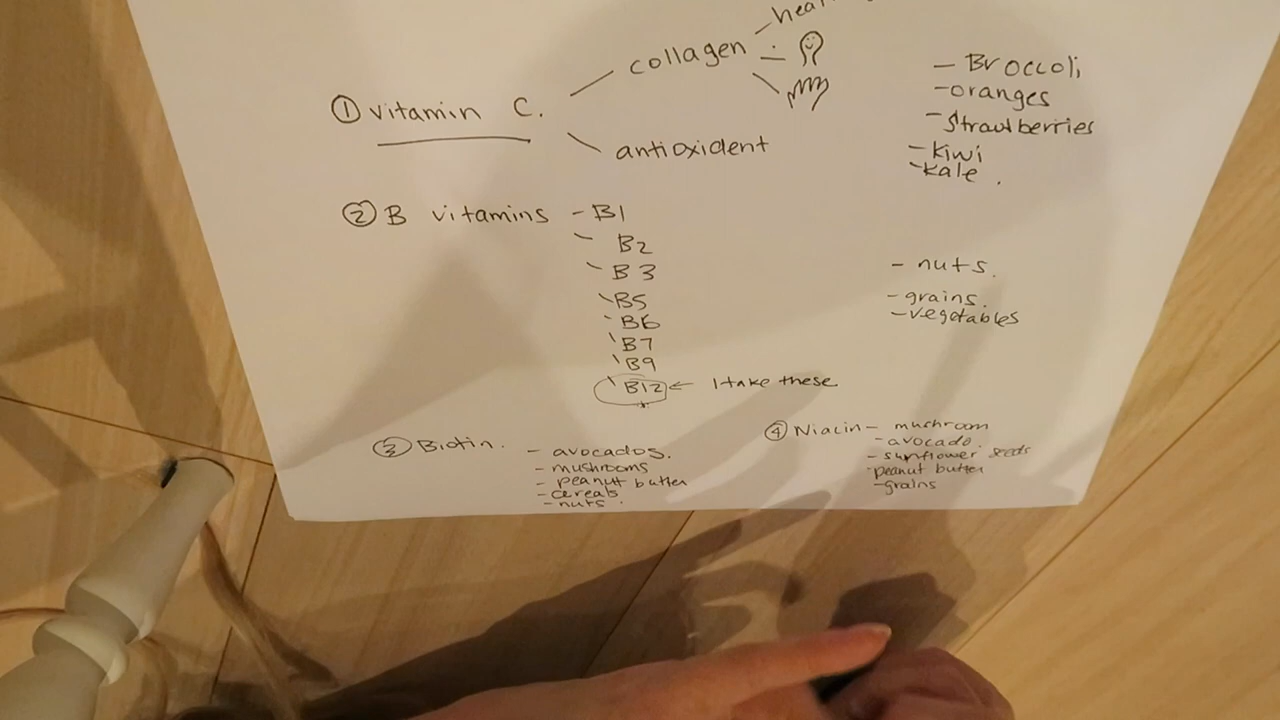 hea
① vitamin C. — collagen
antioxident
- Broccoli
- oranges
- Strawberries
- kiwi
- kale.
② B vitamins - B1
- B2
- B3
- B5
- B6
- B7
- B9
- B12 ← I take these
- nuts.
- grains.
- vegetables
③ Biotin.
- avocados.
- mushrooms
- peanut butter
- cereals
- nuts.
④ Niacin - mushroom
- avocado.
- sunflower seeds
- peanut butter
- grains